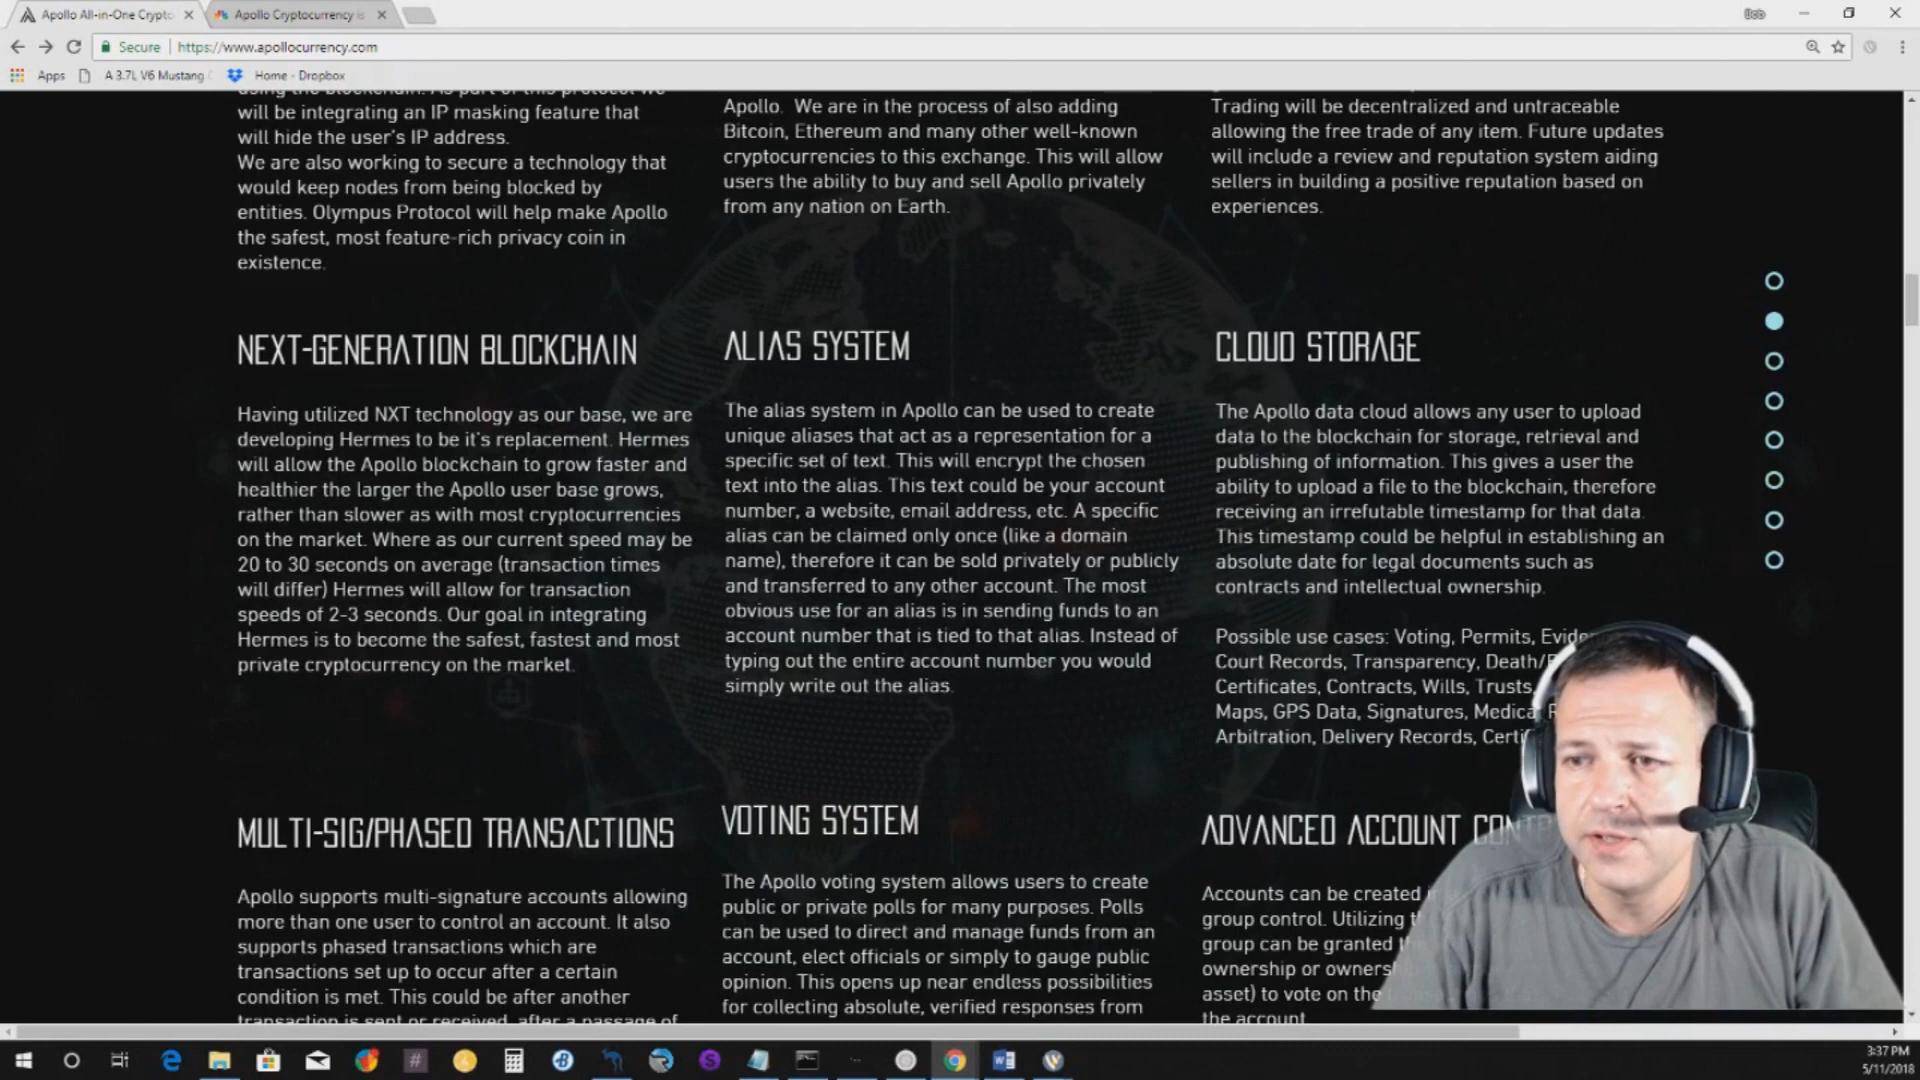 Apollo All-in-One Crypto
Apollo Cryptocurrency is
Bob
Secure
https://www.apollocurrency.com
Apps
A 3.7L V6 Mustang
Home - Dropbox
will be integrating an IP masking feature that
will hide the user's IP address.
We are also working to secure a technology that
would keep nodes from being blocked by
entities. Olympus Protocol will help make Apollo
the safest, most feature-rich privacy coin in
existence.
Apollo. We are in the process of also adding
Bitcoin, Ethereum and many other well-known
cryptocurrencies to this exchange. This will allow
users the ability to buy and sell Apollo privately
from any nation on Earth.
Trading will be decentralized and untraceable
allowing the free trade of any item. Future updates
will include a review and reputation system aiding
sellers in building a positive reputation based on
experiences.
NEXT-GENERATION BLOCKCHAIN
Having utilized NXT technology as our base, we are
developing Hermes to be it's replacement. Hermes
will allow the Apollo blockchain to grow faster and
healthier the larger the Apollo user base grows,
rather than slower as with most cryptocurrencies
on the market. Where as our current speed may be
20 to 30 seconds on average (transaction times
will differ) Hermes will allow for transaction
speeds of 2-3 seconds. Our goal in integrating
Hermes is to become the safest, fastest and most
private cryptocurrency on the market.
ALIAS SYSTEM
The alias system in Apollo can be used to create
unique aliases that act as a representation for a
specific set of text. This will encrypt the chosen
text into the alias. This text could be your account
number, a website, email address, etc. A specific
alias can be claimed only once (like a domain
name), therefore it can be sold privately or publicly
and transferred to any other account. The most
obvious use for an alias is in sending funds to an
account number that is tied to that alias. Instead of
typing out the entire account number you would
simply write out the alias.
CLOUD STORAGE
The Apollo data cloud allows any user to upload
data to the blockchain for storage, retrieval and
publishing of information. This gives a user the
ability to upload a file to the blockchain, therefore
receiving an irrefutable timestamp for that data.
This timestamp could be helpful in establishing an
absolute date for legal documents such as
contracts and intellectual ownership.
Possible use cases: Voting, Permits,
Court Records, Transparency,
Certificates, Contracts, Wills, Trusts,
Maps, GPS Data, Signatures,
Arbitration, Delivery Records,
MULTI-SIG/PHASED TRANSACTIONS
Apollo supports multi-signature accounts allowing
more than one user to control an account. It also
supports phased transactions which are
transactions set up to occur after a certain
condition is met. This could be after another
transaction is sent or received, after a passage of
VOTING SYSTEM
The Apollo voting system allows users to create
public or private polls for many purposes. Polls
can be used to direct and manage funds from an
account, elect officials or simply to gauge public
opinion. This opens up near endless possibilities
for collecting absolute, verified responses from
ADVANCED ACCOUNT
Accounts can be created
group control. Utilizing
group can be granted
ownership or
asset) to vote on the
the account
3:37 PM
5/11/2018